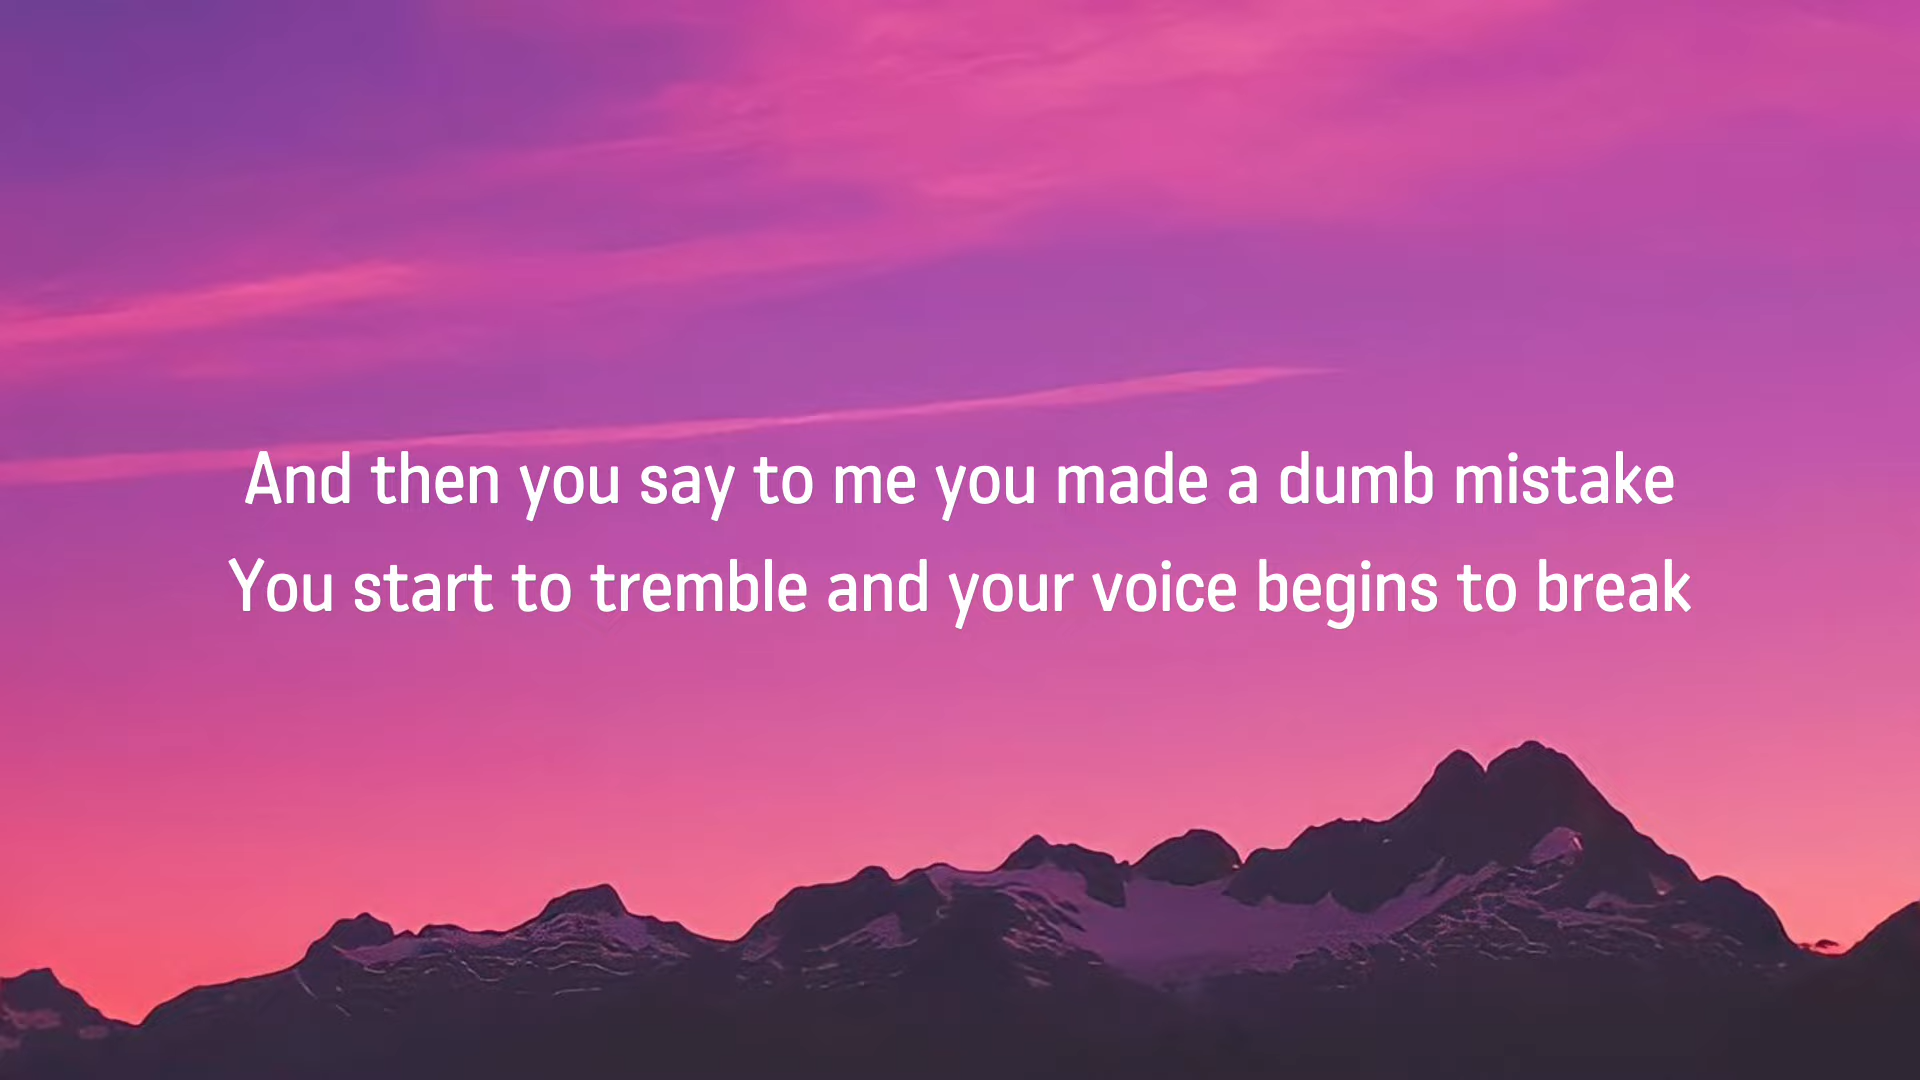 And then you say to me you made a dumb mistake
You start to tremble and your voice begins to break